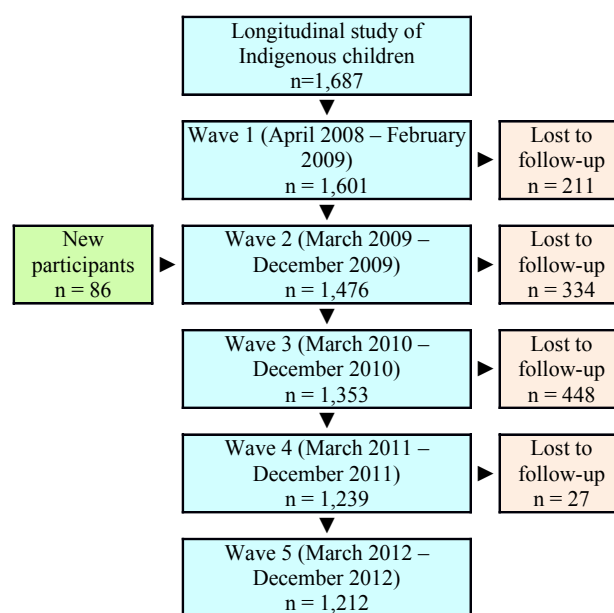 Longitudinal study of
Indigenous children
n=1,687
Wave 1 (April 2008 – February
2009)
n = 1,601
Lost to
follow-up
n = 211
New
participants
n = 86
Wave 2 (March 2009 –
December 2009)
n = 1,476
Lost to
follow-up
n = 334
Wave 3 (March 2010 –
December 2010)
n = 1,353
Lost to
follow-up
n = 448
Wave 4 (March 2011 –
December 2011)
n = 1,239
Lost to
follow-up
n = 27
Wave 5 (March 2012 –
December 2012)
n = 1,212